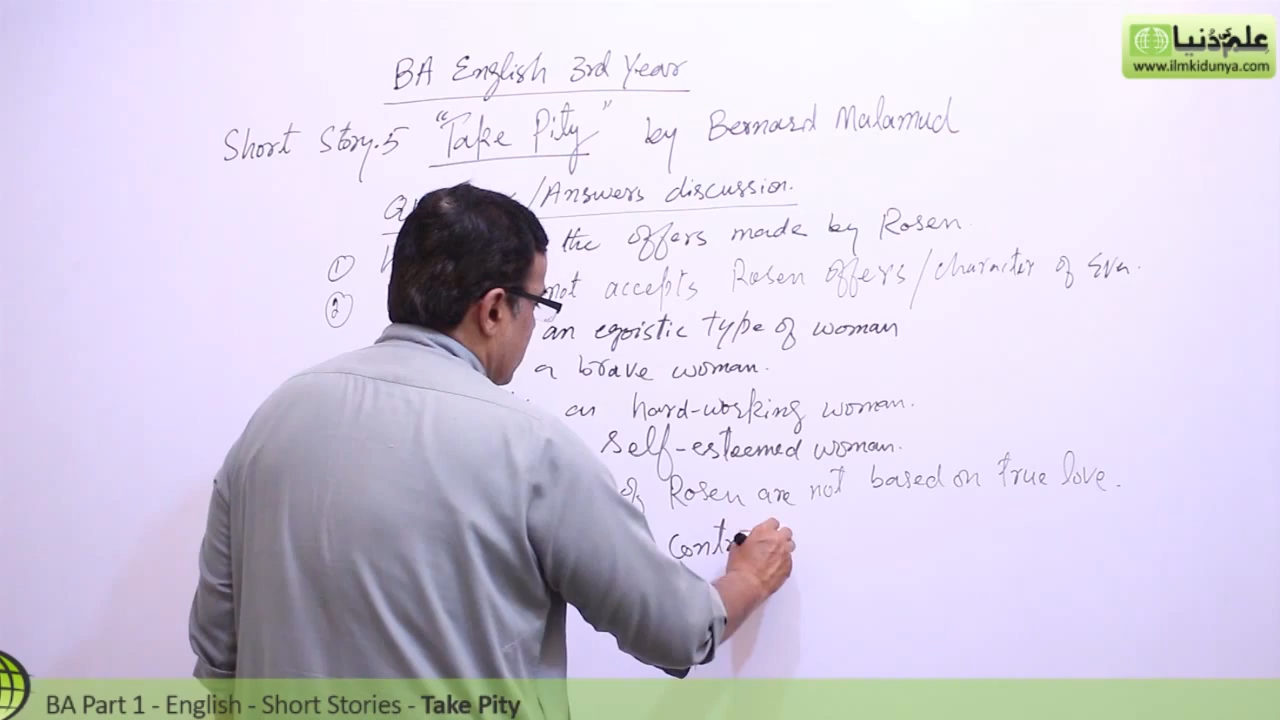 علم کی دُنیا
www.ilmkidunya.com
BA English 3rd Year
Short Story.5 "Take Pity" by Bernard Malamud
/Answers discussion.
① the offers made by Rosen.
② not accepts Rosen offers/character of Eva.
an egoistic type of woman
a brave woman.
an hard-working woman.
self-esteemed woman.
of Rosen are not based on true love.
BA Part 1 - English - Short Stories - Take Pity